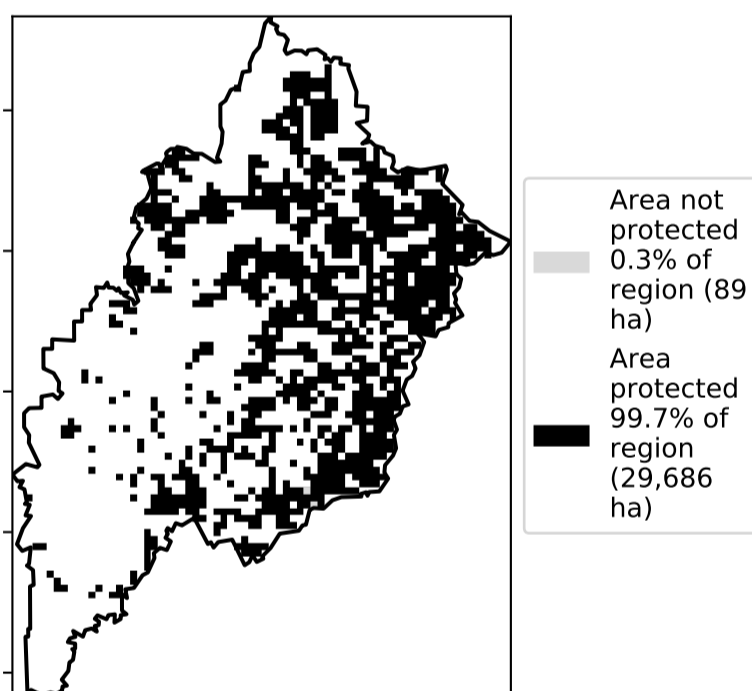 Area not
protected
0.3% of
region (89
ha)
Area
protected
99.7% of
region
(29,686
ha)